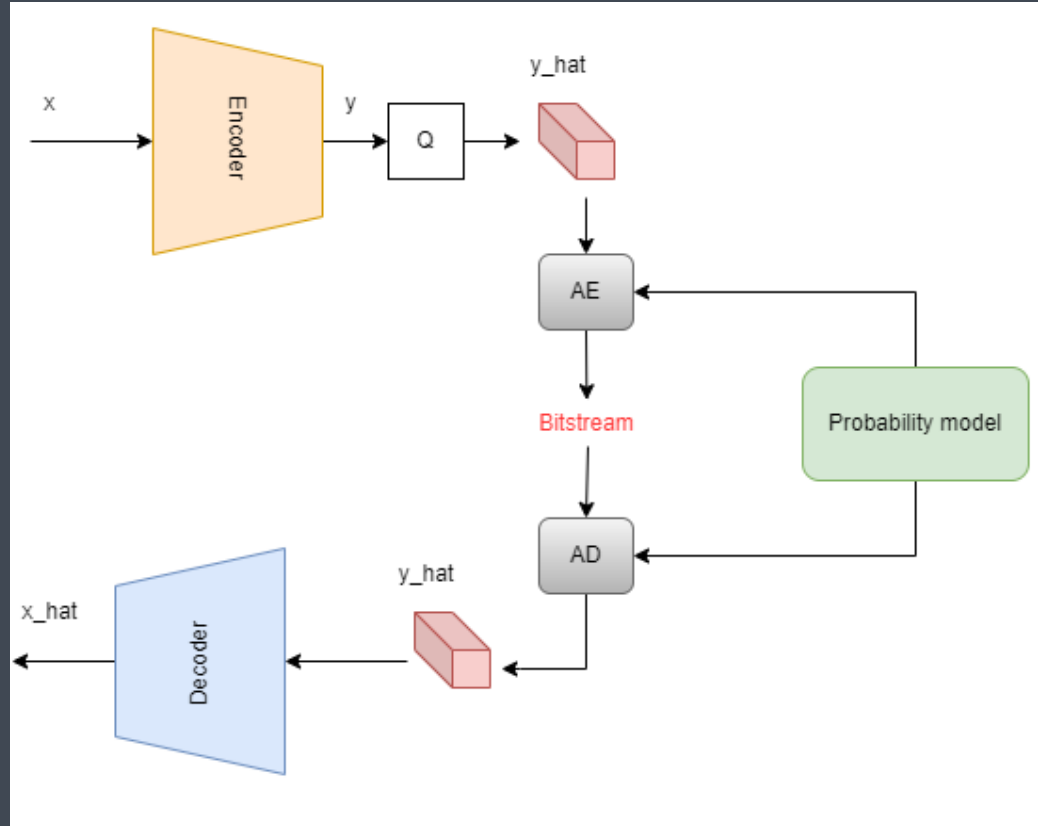 x
Encoder
y
Q
y_hat
AE
Bitstream
Probability model
AD
y_hat
Decoder
x_hat